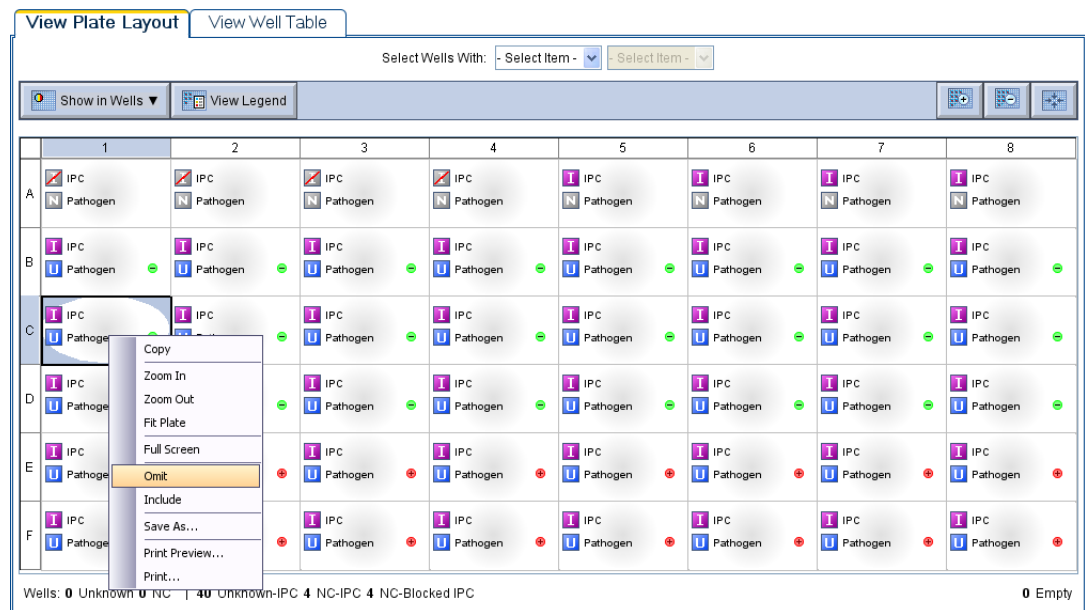 View Plate Layout View Well Table
Select Wells With: - Select Item - - Select Item -
Show in Wells ▼ View Legend
1 2 3 4 5 6 7 8
A
I IPC I IPC I IPC I IPC I IPC I IPC I IPC I IPC
N Pathogen N Pathogen N Pathogen N Pathogen N Pathogen N Pathogen N Pathogen N Pathogen
B
I IPC I IPC I IPC I IPC I IPC I IPC I IPC I IPC
U Pathogen U Pathogen U Pathogen U Pathogen U Pathogen U Pathogen U Pathogen U Pathogen
C
I IPC I IPC I IPC I IPC I IPC I IPC I IPC I IPC
U Pathoge U Pathogen U Pathogen U Pathogen U Pathogen U Pathogen U Pathogen
Copy
Zoom In
Zoom Out
Fit Plate
Full Screen
Omit
Include
Save As...
Print Preview...
Print...
D
I IPC I IPC I IPC I IPC I IPC I IPC I IPC
U Pathoge U Pathogen U Pathogen U Pathogen U Pathogen U Pathogen U Pathogen
E
I IPC I IPC I IPC I IPC I IPC I IPC I IPC
U Pathoge U Pathogen U Pathogen U Pathogen U Pathogen U Pathogen U Pathogen
F
I IPC I IPC I IPC I IPC I IPC I IPC I IPC
U Pathoge U Pathogen U Pathogen U Pathogen U Pathogen U Pathogen U Pathogen
Wells: 0 Unknown 0 NC | 40 Unknown-IPC 4 NC-IPC 4 NC-Blocked IPC 0 Empty